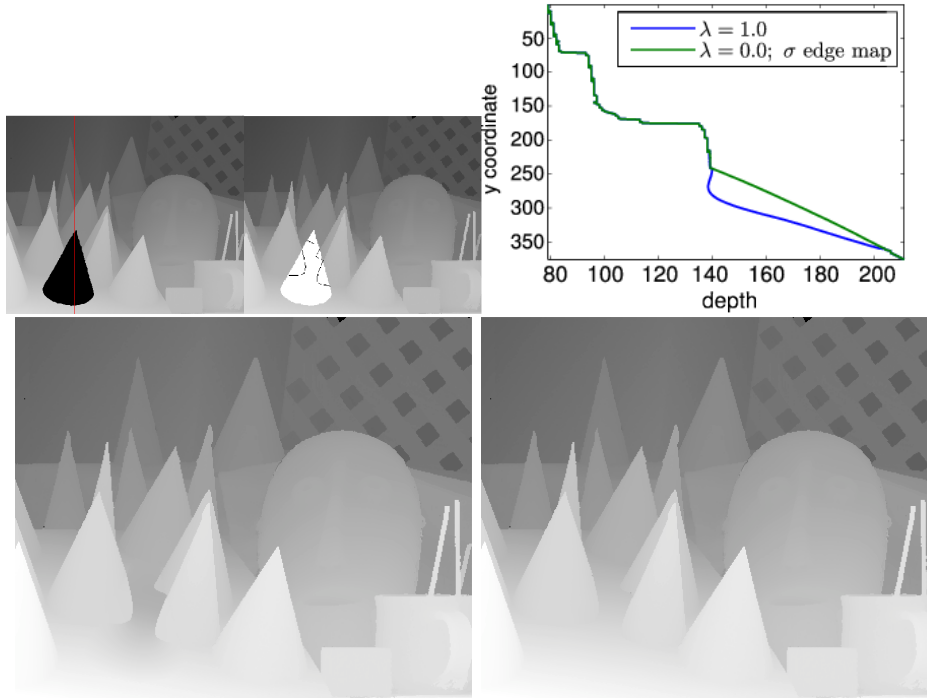 λ = 1.0
λ = 0.0; σ edge map
y coordinate
50
100
150
200
250
300
350
80 100 120 140 160 180 200
depth